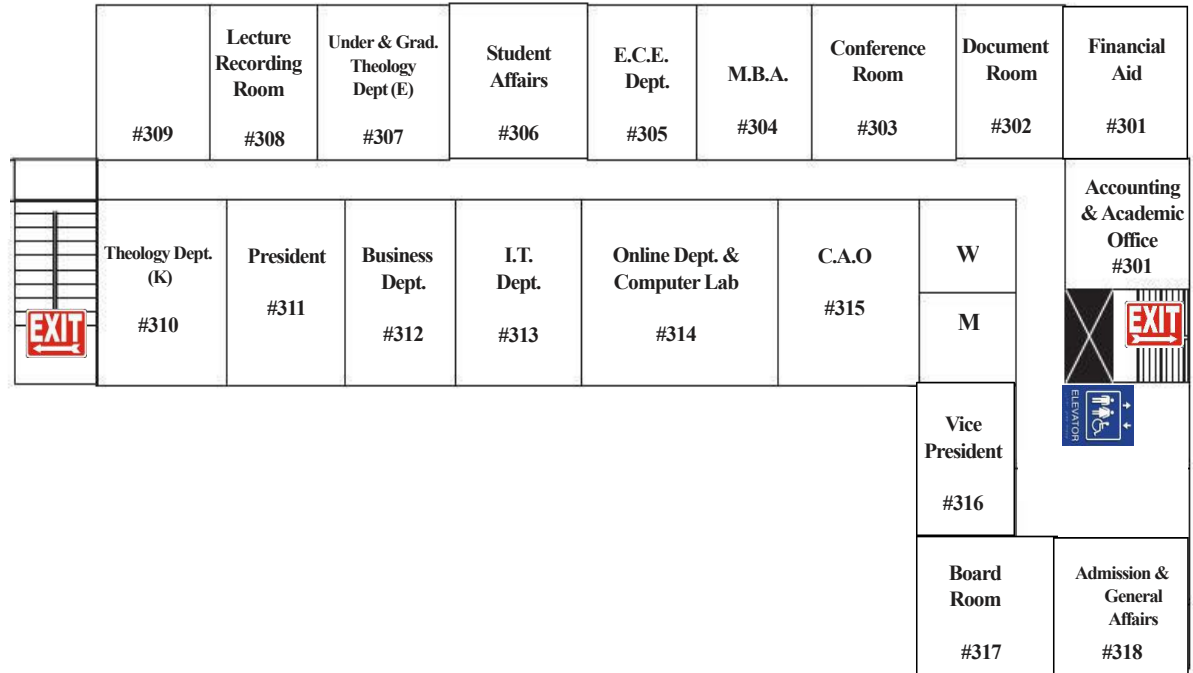 #309
Lecture
Recording
Room
#308
Under & Grad.
Theology
Dept (E)
#307
Student
Affairs
#306
E.C.E.
Dept.
#305
M.B.A.
#304
Conference
Room
#303
Document
Room
#302
Financial
Aid
#301
Accounting
& Academic
Office
#301
EXIT
Theology Dept.
(K)
#310
President
#311
Business
Dept.
#312
I.T.
Dept.
#313
Online Dept. &
Computer Lab
#314
C.A.O
#315
W
M
EXIT
ELEVATOR
Vice
President
#316
Board
Room
#317
Admission &
General
Affairs
#318